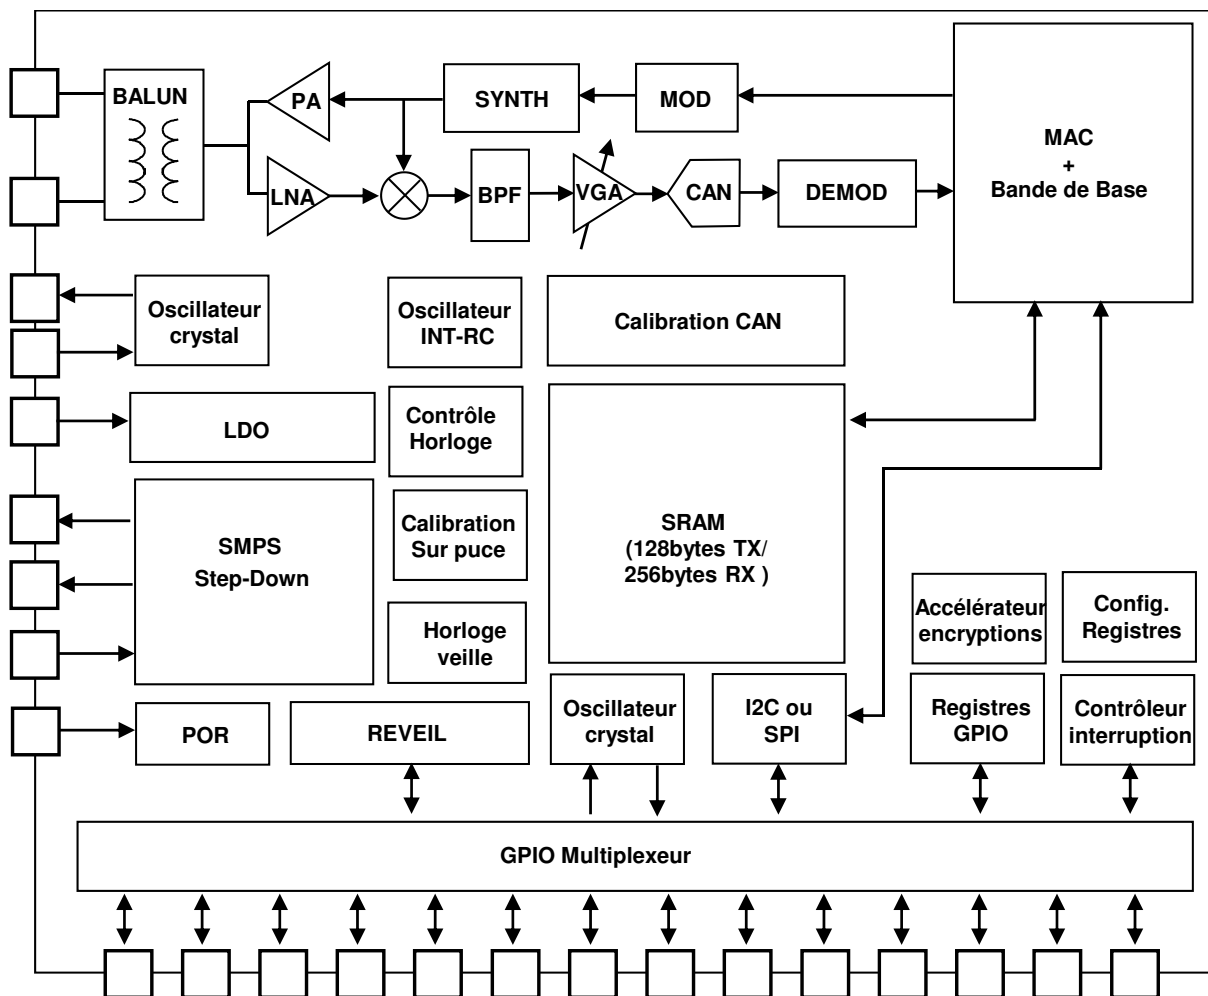 BALUN
PA
SYNTH
MOD
MAC
+
Bande de Base
LNA
BPF
VGA
CAN
DEMOD
Oscillateur
crystal
Oscillateur
INT-RC
Calibration CAN
LDO
Contrôle
Horloge
SMPS
Step-Down
Calibration
Sur puce
SRAM
(128bytes TX/
256bytes RX )
Horloge
veille
Accélérateur
encryptions
Config.
Registres
POR
REVEIL
Oscillateur
crystal
I2C ou
SPI
Registres
GPIO
Contrôleur
interruption
GPIO Multiplexeur